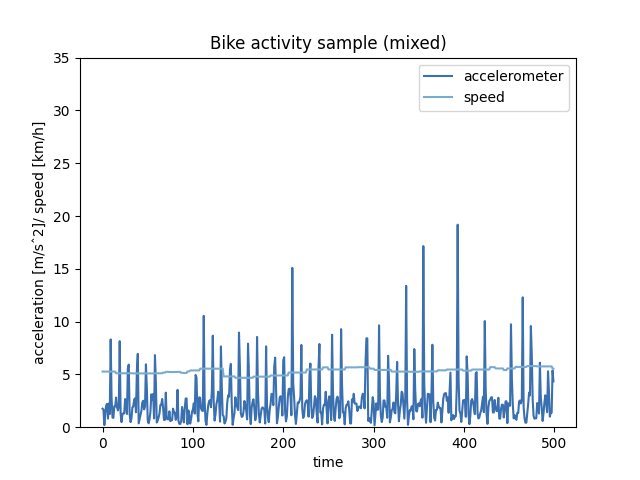 Bike activity sample (mixed)
accelerometer
speed
35
30
25
20
15
10
5
0
acceleration [m/sˆ2]/ speed [km/h]
0 100 200 300 400 500
time